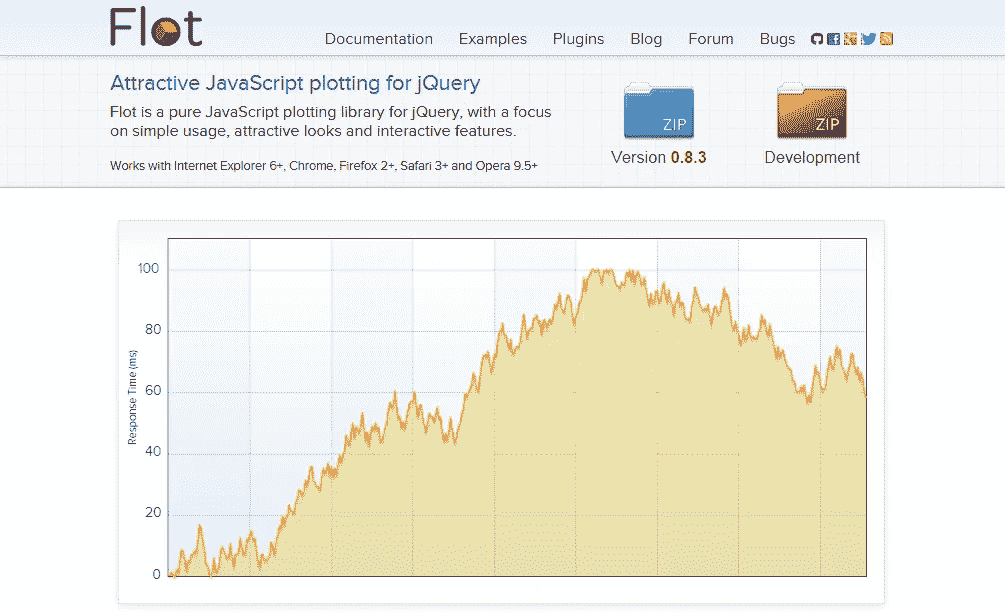 Flot
Documentation Examples Plugins Blog Forum Bugs
Attractive JavaScript plotting for jQuery
Flot is a pure JavaScript plotting library for jQuery, with a focus
on simple usage, attractive looks and interactive features.
Works with Internet Explorer 6+, Chrome, Firefox 2+, Safari 3+ and Opera 9.5+
ZIP
Version 0.8.3
ZIP
Development
Response Time (ms)
100
80
60
40
20
0